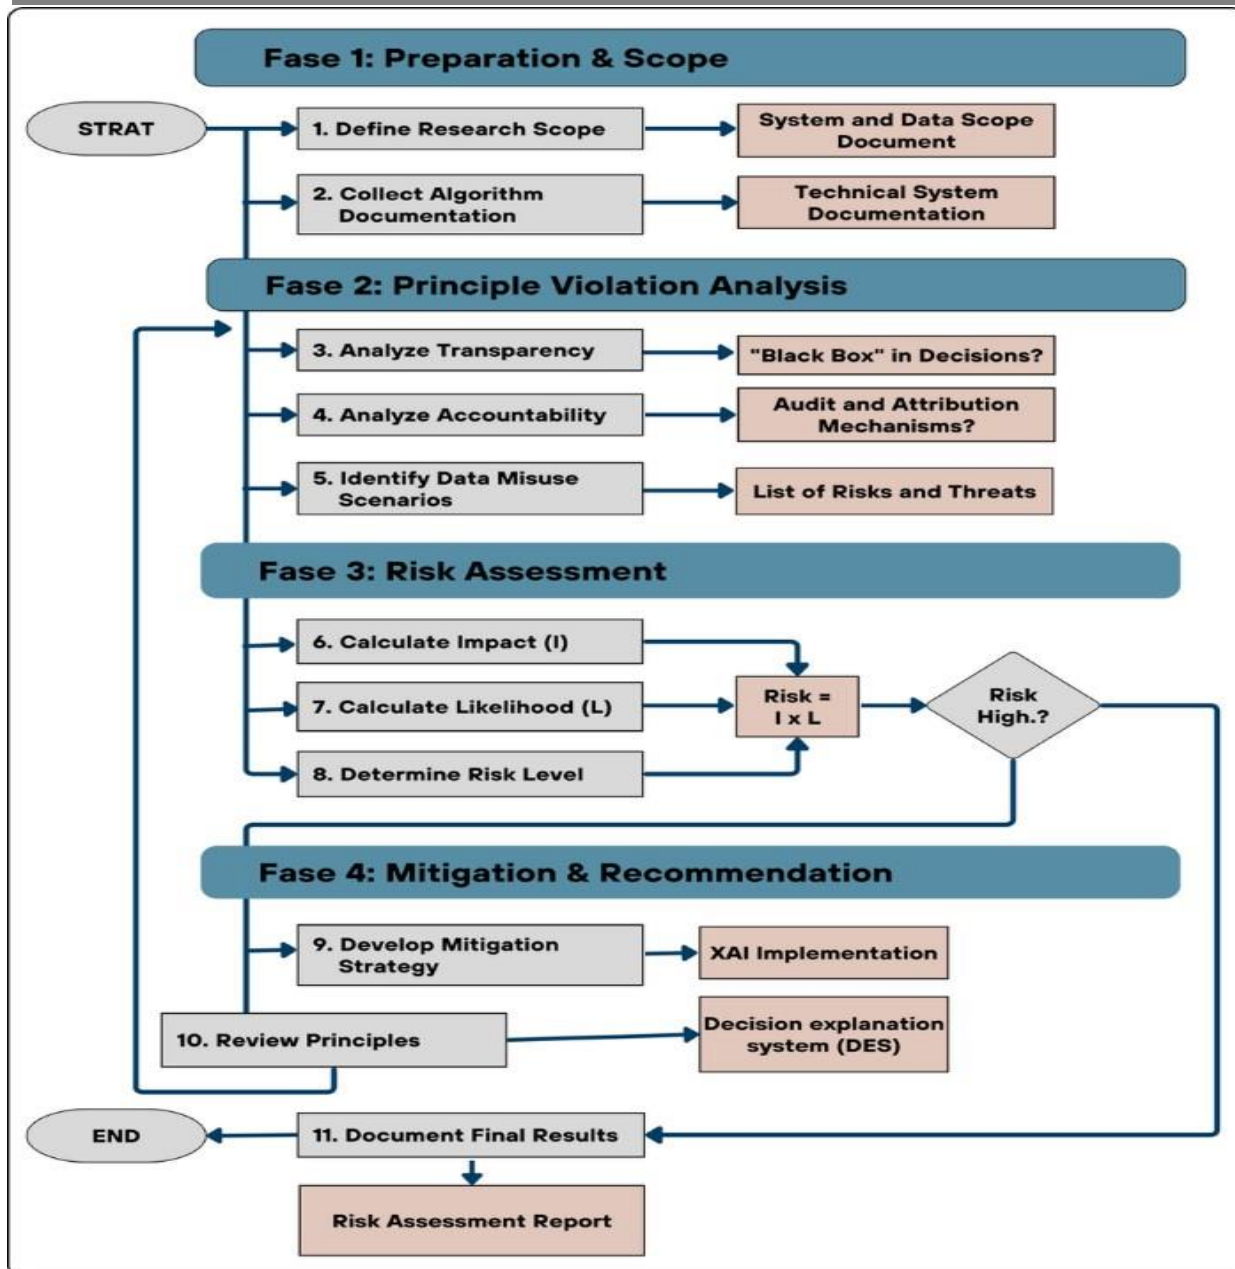 Fase 1: Preparation & Scope
STRAT
1. Define Research Scope
System and Data Scope
Document
2. Collect Algorithm
Documentation
Technical System
Documentation
Fase 2: Principle Violation Analysis
3. Analyze Transparency
"Black Box" in Decisions?
4. Analyze Accountability
Audit and Attribution
Mechanisms?
5. Identify Data Misuse
Scenarios
List of Risks and Threats
Fase 3: Risk Assessment
6. Calculate Impact (I)
7. Calculate Likelihood (L)
8. Determine Risk Level
Risk =
I x L
Risk
High.?
Fase 4: Mitigation & Recommendation
9. Develop Mitigation
Strategy
XAI Implementation
10. Review Principles
Decision explanation
system (DES)
END
11. Document Final Results
Risk Assessment Report